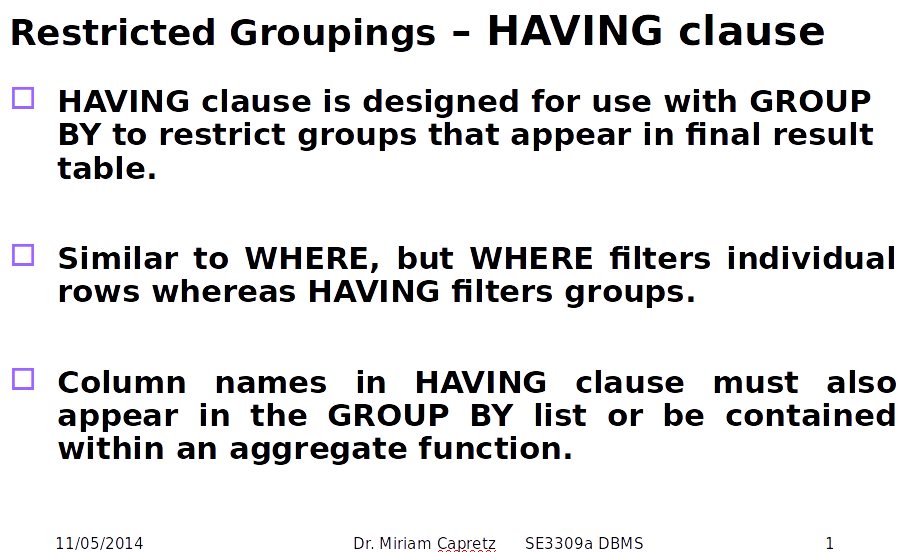 Restricted Groupings – HAVING clause
HAVING clause is designed for use with GROUP
BY to restrict groups that appear in final result
table.
Similar to WHERE, but WHERE filters individual
rows whereas HAVING filters groups.
Column names in HAVING clause must also
appear in the GROUP BY list or be contained
within an aggregate function.
11/05/2014 Dr. Miriam Capretz SE3309a DBMS 1